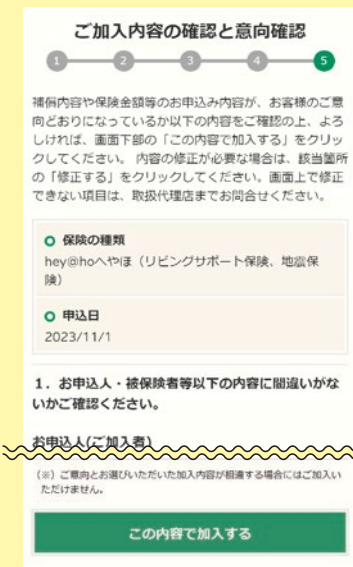 ご加入内容の確認と意向確認
1 2 3 4 5
補償内容や保険金額等のお申込み内容が、お客様のご意
向どおりになっているか以下の内容をご確認の上、よろ
しければ、画面下部の「この内容で加入する」をクリッ
クしてください。 内容の修正が必要な場合は、該当箇所
の「修正する」をクリックしてください。画面上で修正
できない項目は、取扱代理店までお問合せください。
保険の種類
hey@hoへやほ（リビングサポート保険、地震保
険）
申込日
2023/11/1
1．お申込人・被保険者等以下の内容に間違いがな
いかご確認ください。
お申込人(ご加入者)
(※) ご意向とお選びいただいた加入内容が相違する場合にはご加入い
ただけません。
この内容で加入する